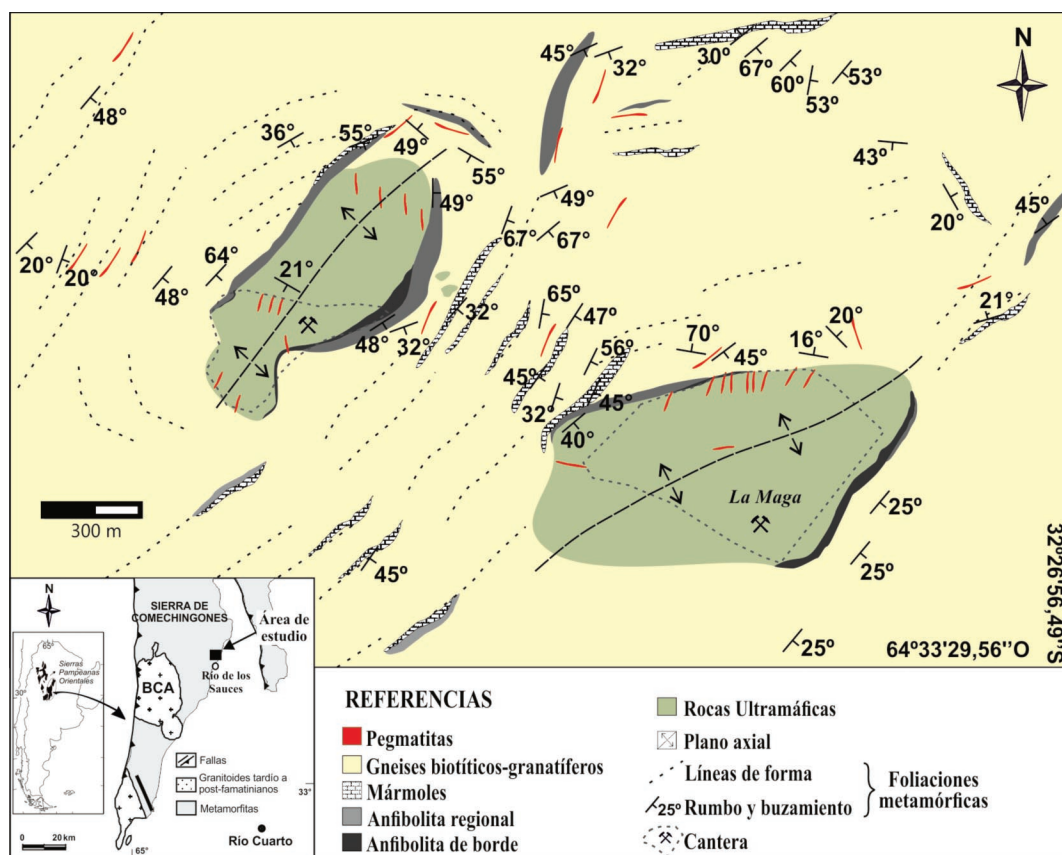 N
45°
32°
30°
67°
60°
53°
53°
48°
36°
55°
49°
55°
43°
49°
49°
20°
45°
67°
67°
20°
20°
48°
64°
21°
65°
47°
32°
48°
32°
21°
70°
20°
56°
45°
16°
45°
45°
32°
40°
La Maga
25°
300 m
45°
25°
25°
32°26'56,49''S
64°33'29,56''O
N
SIERRA DE
COMECHINGONES
Área de
estudio
65°
Sierras
Pampeanas
Orientales
30°
BCA
Río de los
Sauces
Fallas
Granitoides tardío a
post-famatinianos
Metamorfitas
33°
0 20 km
65°
Río Cuarto
REFERENCIAS
Pegmatitas
Gneises biotíticos-granatíferos
Mármoles
Anfibolita regional
Anfibolita de borde
Rocas Ultramáficas
Plano axial
Líneas de forma
25° Rumbo y buzamiento
Foliaciones
metamórficas
Cantera